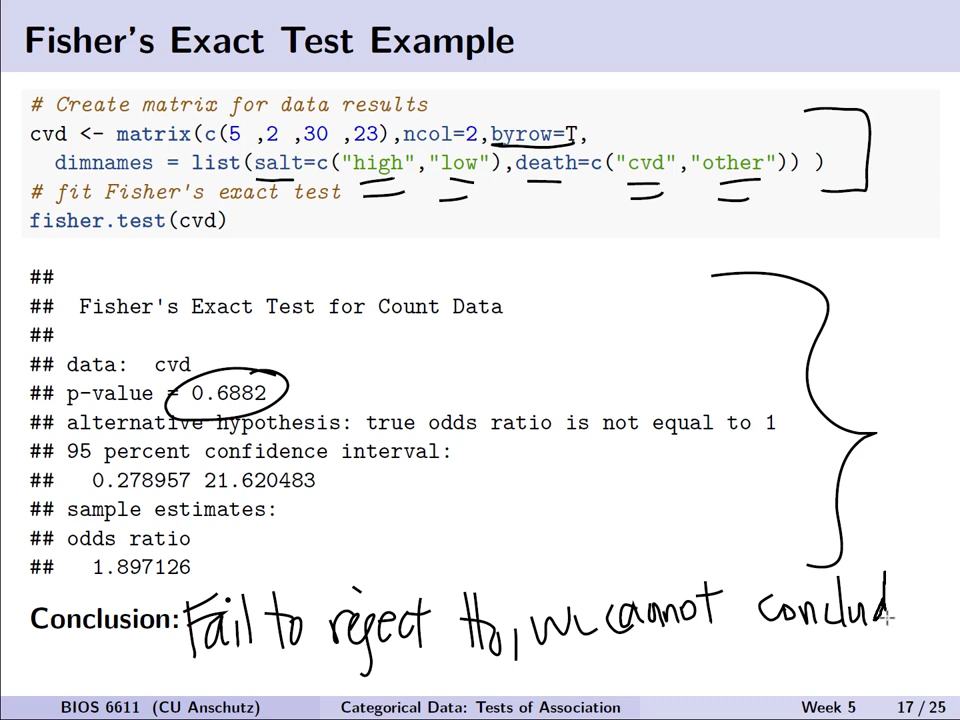 Fisher's Exact Test Example
# Create matrix for data results
cvd <- matrix(c(5 ,2 ,30 ,23),ncol=2,byrow=T,
dimnames = list(salt=c("high","low"),death=c("cvd","other")) )
# fit Fisher's exact test
fisher.test(cvd)
##
## Fisher's Exact Test for Count Data
##
## data: cvd
## p-value = 0.6882
## alternative hypothesis: true odds ratio is not equal to 1
## 95 percent confidence interval:
## 0.278957 21.620483
## sample estimates:
## odds ratio
## 1.897126
Conclusion: Fail to reject H0, we cannot conclud
BIOS 6611 (CU Anschutz) Categorical Data: Tests of Association Week 5 17 / 25